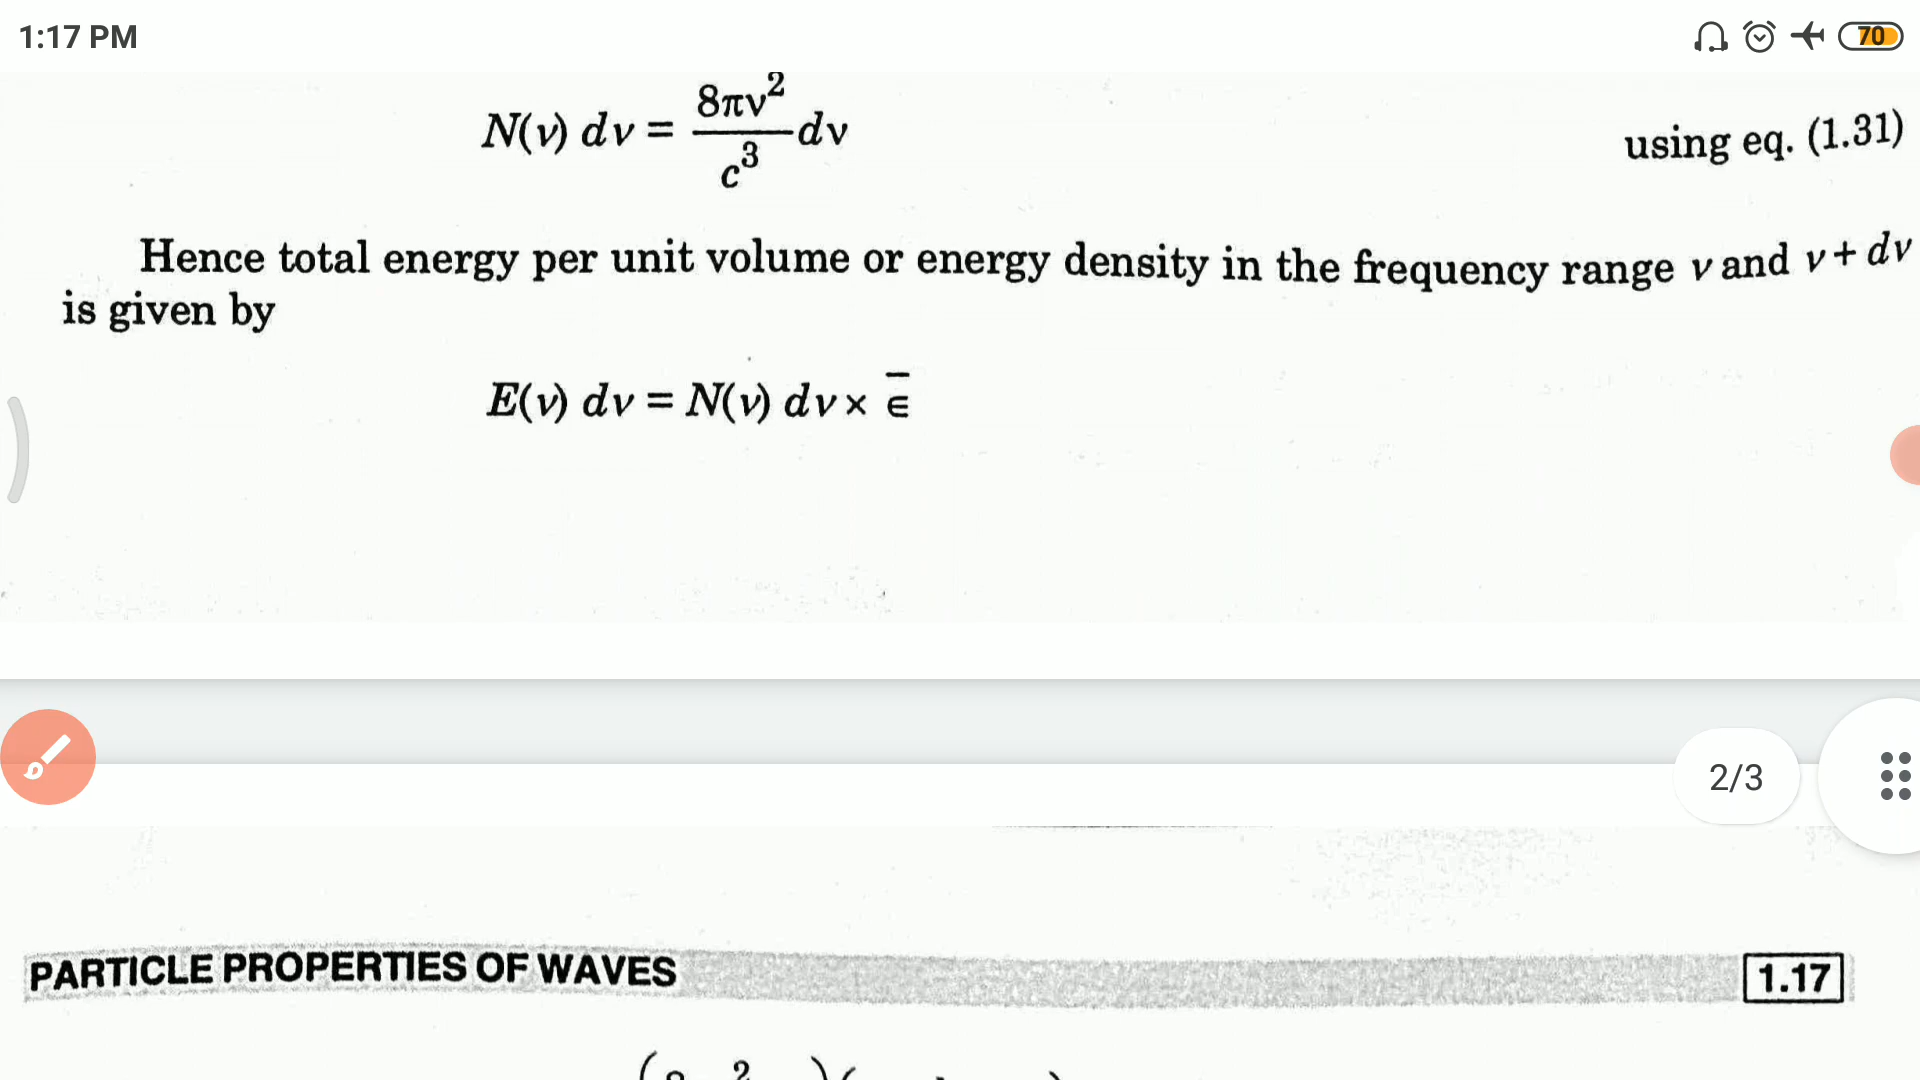 1:17 PM
70
N(ν) dν = 8πν² / c³ dν using eq. (1.31)
Hence total energy per unit volume or energy density in the frequency range ν and ν + dν
is given by
E(ν) dν = N(ν) dν × ∈̄
2/3
PARTICLE PROPERTIES OF WAVES 1.17